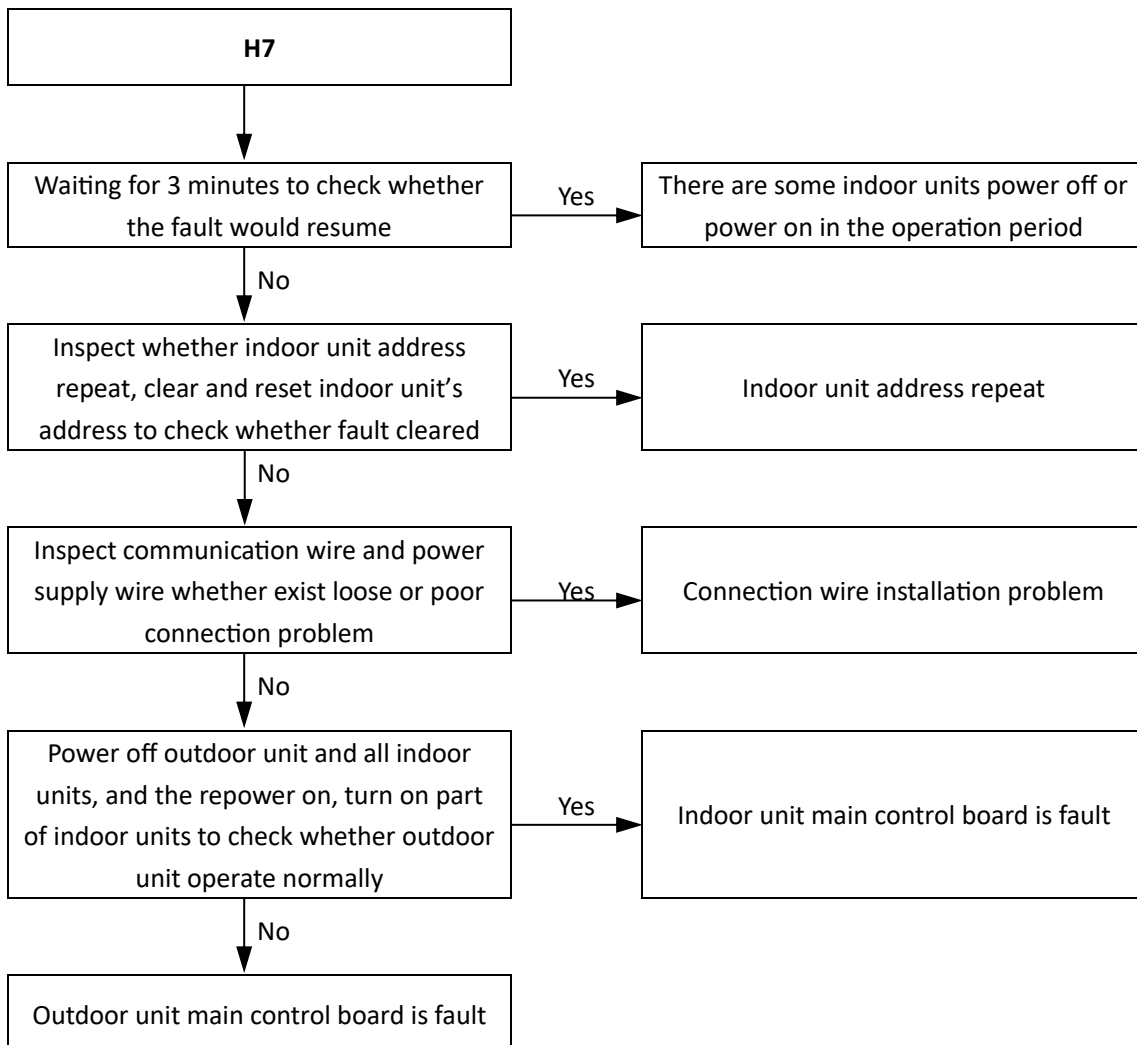 H7
Waiting for 3 minutes to check whether
the fault would resume
Yes
There are some indoor units power off or
power on in the operation period
No
Inspect whether indoor unit address
repeat, clear and reset indoor unit’s
address to check whether fault cleared
Yes
Indoor unit address repeat
No
Inspect communication wire and power
supply wire whether exist loose or poor
connection problem
Yes
Connection wire installation problem
No
Power off outdoor unit and all indoor
units, and the repower on, turn on part
of indoor units to check whether outdoor
unit operate normally
Yes
Indoor unit main control board is fault
No
Outdoor unit main control board is fault